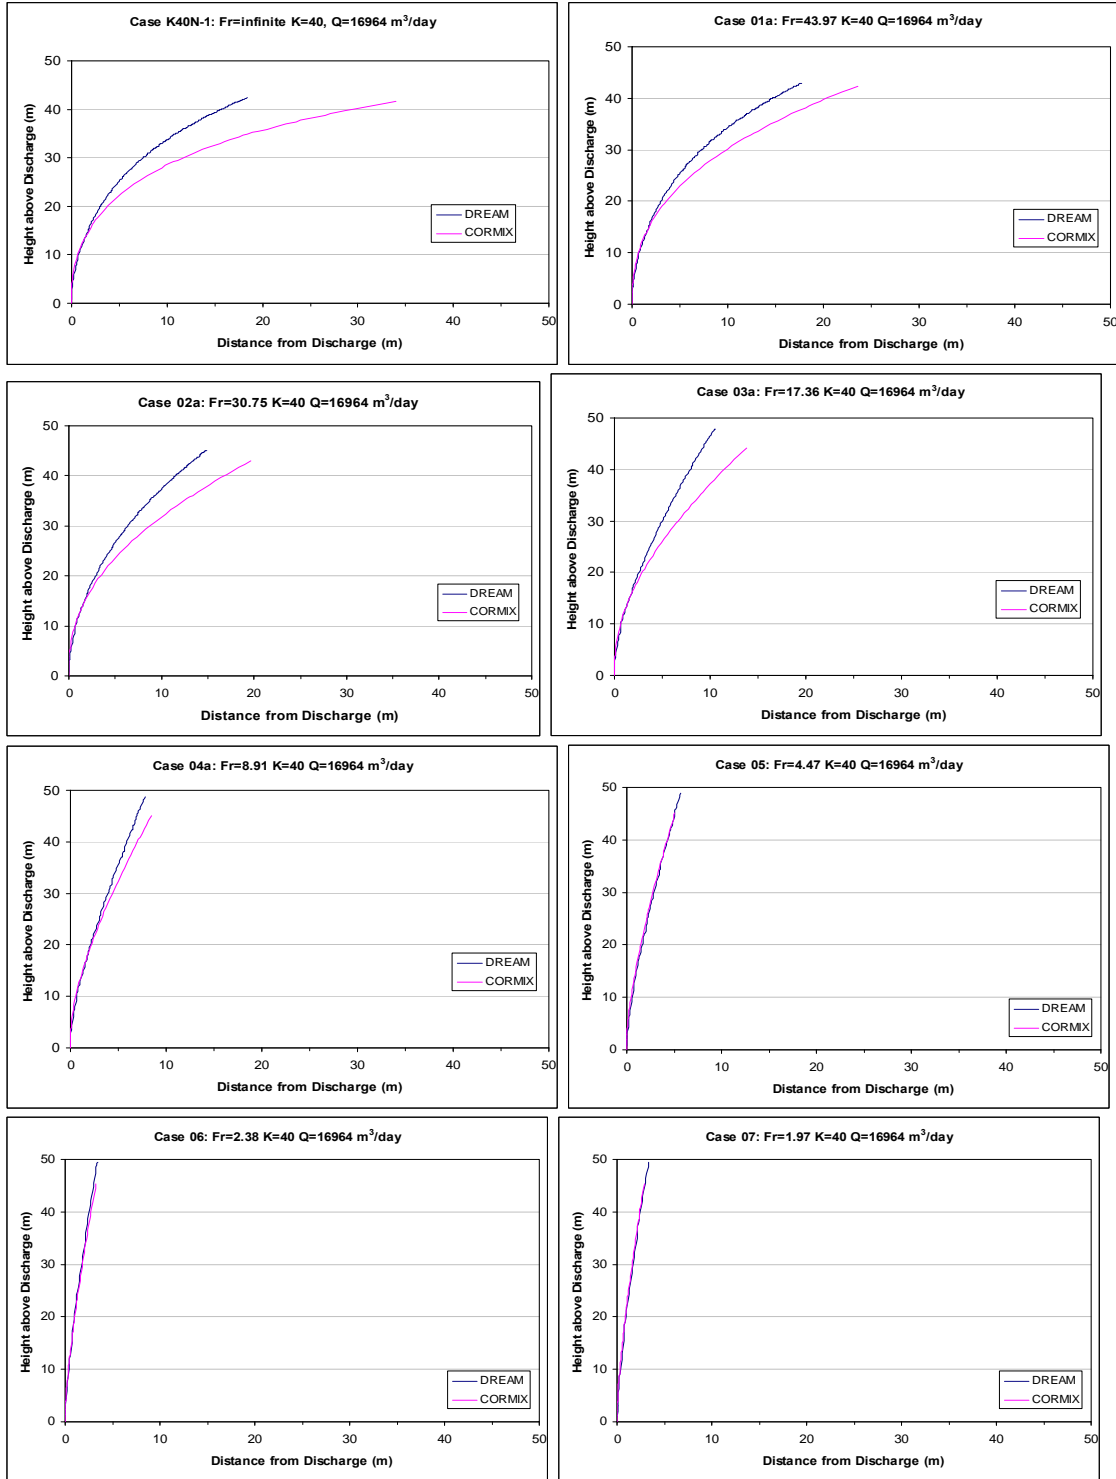 Case K40N-1: Fr=infinite K=40, Q=16964 m³/day
50
40
30
20
10
0
Height above Discharge (m)
DREAM
CORMIX
0 10 20 30 40 50
Distance from Discharge (m)
Case 01a: Fr=43.97 K=40 Q=16964 m³/day
50
40
30
20
10
0
Height above Discharge (m)
DREAM
CORMIX
0 10 20 30 40 50
Distance from Discharge (m)
Case 02a: Fr=30.75 K=40 Q=16964 m³/day
50
40
30
20
10
0
Height above Discharge (m)
DREAM
CORMIX
0 10 20 30 40 50
Distance from Discharge (m)
Case 03a: Fr=17.36 K=40 Q=16964 m³/day
50
40
30
20
10
0
Height above Discharge (m)
DREAM
CORMIX
0 10 20 30 40 50
Distance from Discharge (m)
Case 04a: Fr=8.91 K=40 Q=16964 m³/day
50
40
30
20
10
0
Height above Discharge (m)
DREAM
CORMIX
0 10 20 30 40 50
Distance from Discharge (m)
Case 05: Fr=4.47 K=40 Q=16964 m³/day
50
40
30
20
10
0
Height above Discharge (m)
DREAM
CORMIX
0 10 20 30 40 50
Distance from Discharge (m)
Case 06: Fr=2.38 K=40 Q=16964 m³/day
50
40
30
20
10
0
Height above Discharge (m)
DREAM
CORMIX
0 10 20 30 40 50
Distance from Discharge (m)
Case 07: Fr=1.97 K=40 Q=16964 m³/day
50
40
30
20
10
0
Height above Discharge (m)
DREAM
CORMIX
0 10 20 30 40 50
Distance from Discharge (m)